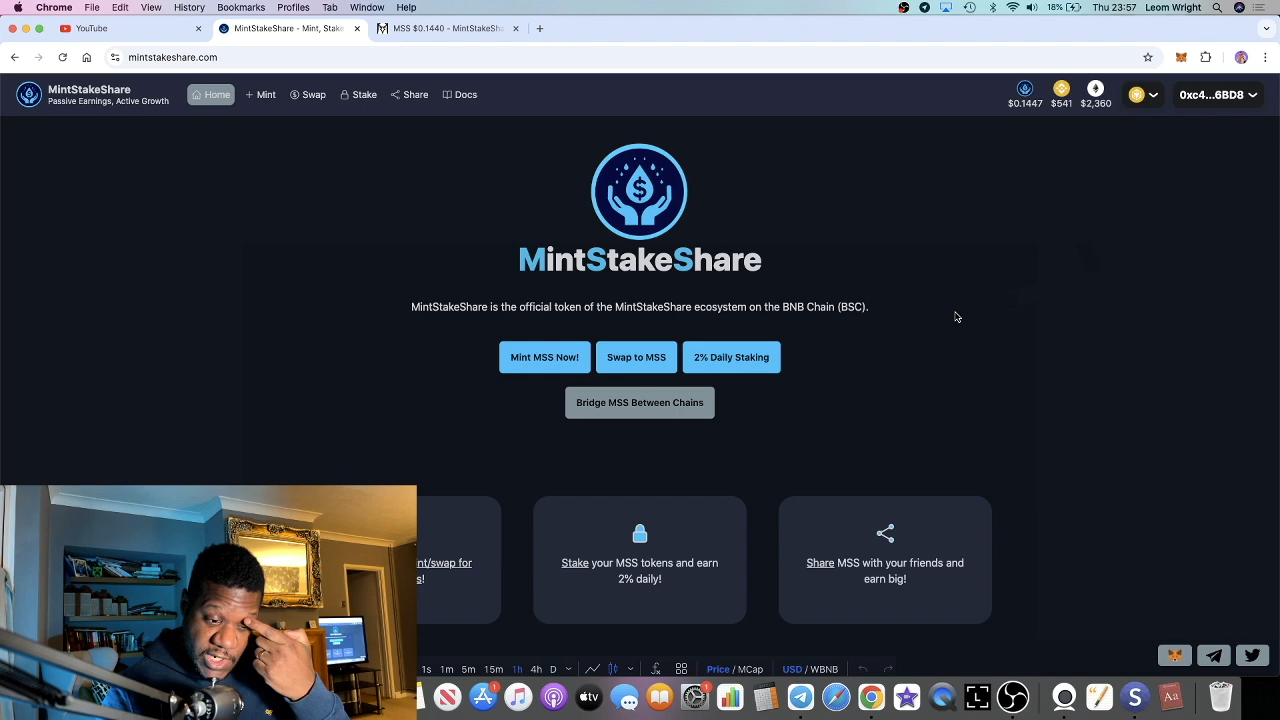 Chrome File Edit View History Bookmarks Profiles Tab Window Help 18% Thu 23:57 Leom Wright
YouTube MintStakeShare - Mint, Stake MSS $0.1440 - MintStakeSha
mintstakeshare.com
MintStakeShare
Passive Earnings, Active Growth
Home Mint Swap Stake Share Docs
$0.1447 $541 $2,360
0xc4...6BD8
MintStakeShare
MintStakeShare is the official token of the MintStakeShare ecosystem on the BNB Chain (BSC).
Mint MSS Now! Swap to MSS 2% Daily Staking
Bridge MSS Between Chains
nt/swap for
s!
Stake your MSS tokens and earn
2% daily!
Share MSS with your friends and
earn big!
1s 1m 5m 15m 1h 4h D Price / MCap USD / WBNB